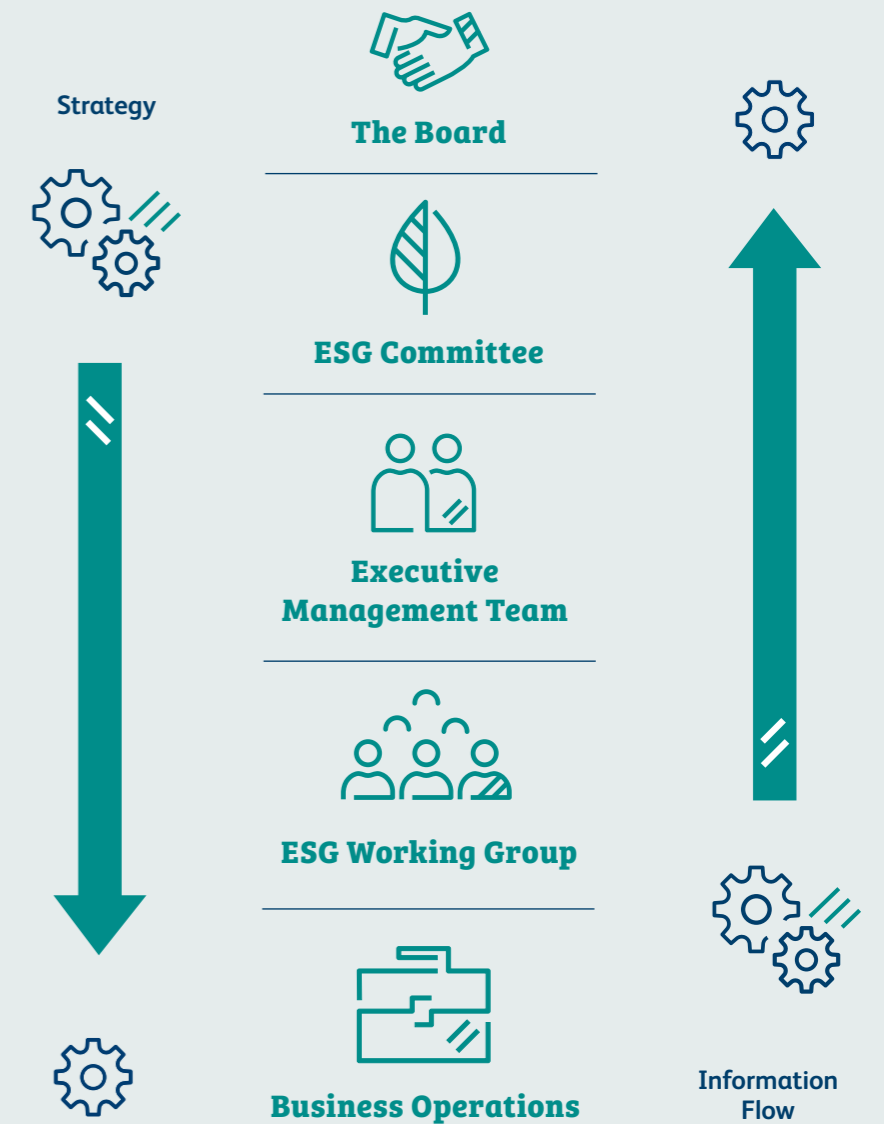 Strategy
The Board
ESG Committee
Executive
Management Team
ESG Working Group
Business Operations
Information
Flow